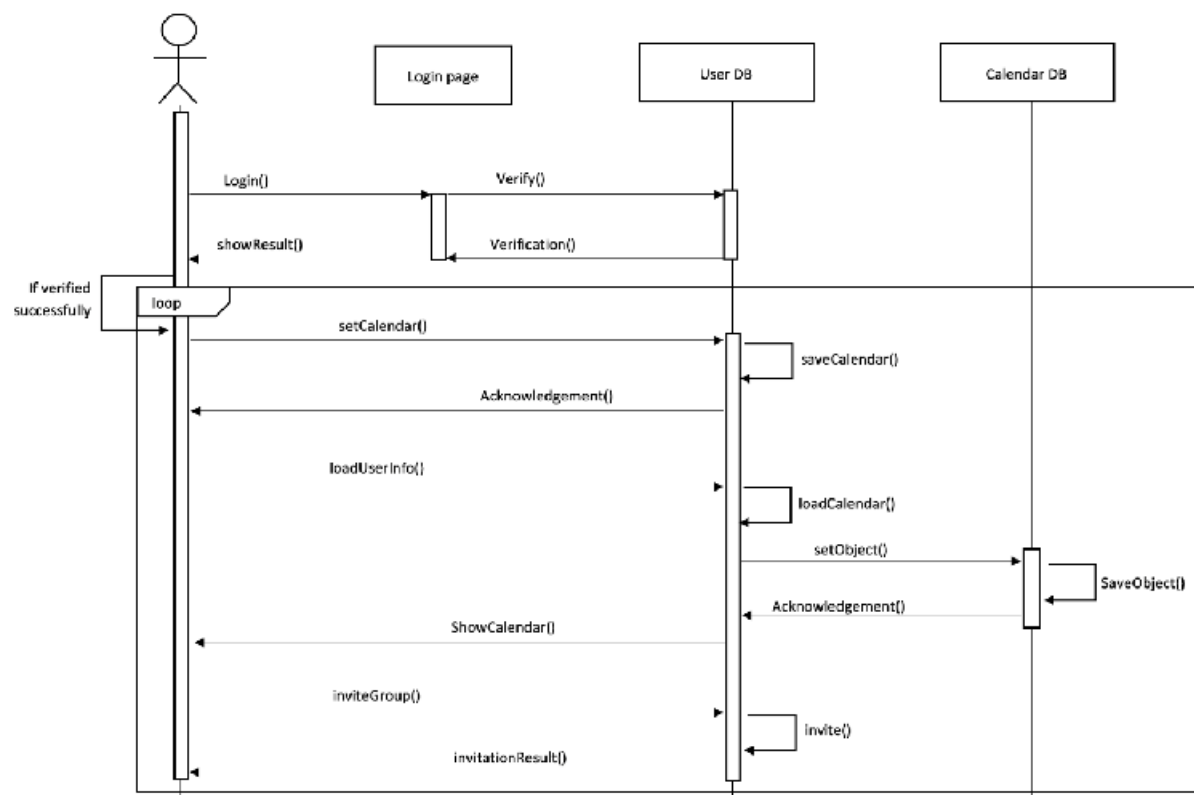 Login page
User DB
Calendar DB
Login()
Verify()
showResult()
Verification()
If verified
successfully
loop
setCalendar()
saveCalendar()
Acknowledgement()
loadUserInfo()
loadCalendar()
setObject()
SaveObject()
Acknowledgement()
ShowCalendar()
inviteGroup()
invite()
invitationResult()